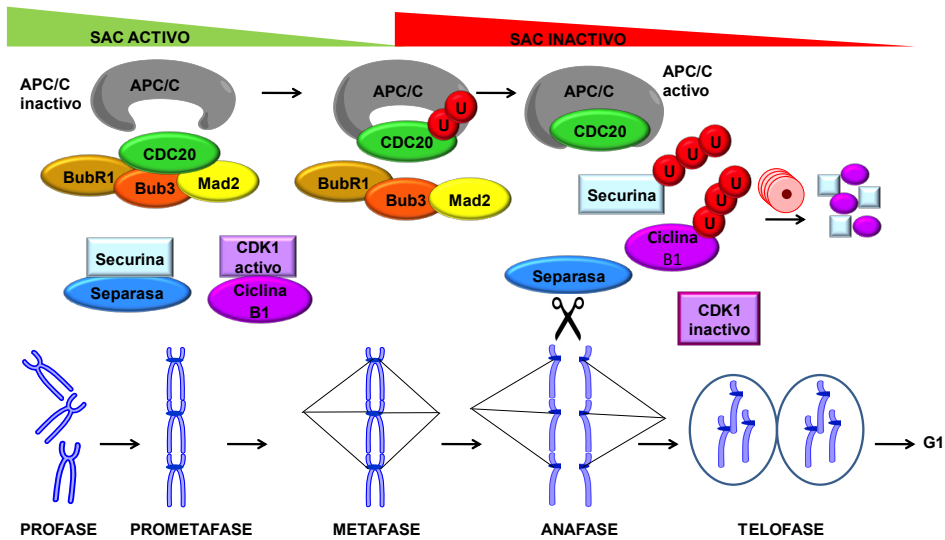 SAC ACTIVO
SAC INACTIVO
APC/C
inactivo
APC/C
CDC20
BubR1
Bub3
Mad2
APC/C
U
U
CDC20
BubR1
Bub3
Mad2
APC/C
CDC20
APC/C
activo
U
U
U
Securina
U
U
U
Ciclina
B1
Securina
Separasa
CDK1
activo
Ciclina
B1
Separasa
CDK1
inactivo
G1
PROFASE
PROMETAFASE
METAFASE
ANAFASE
TELOFASE